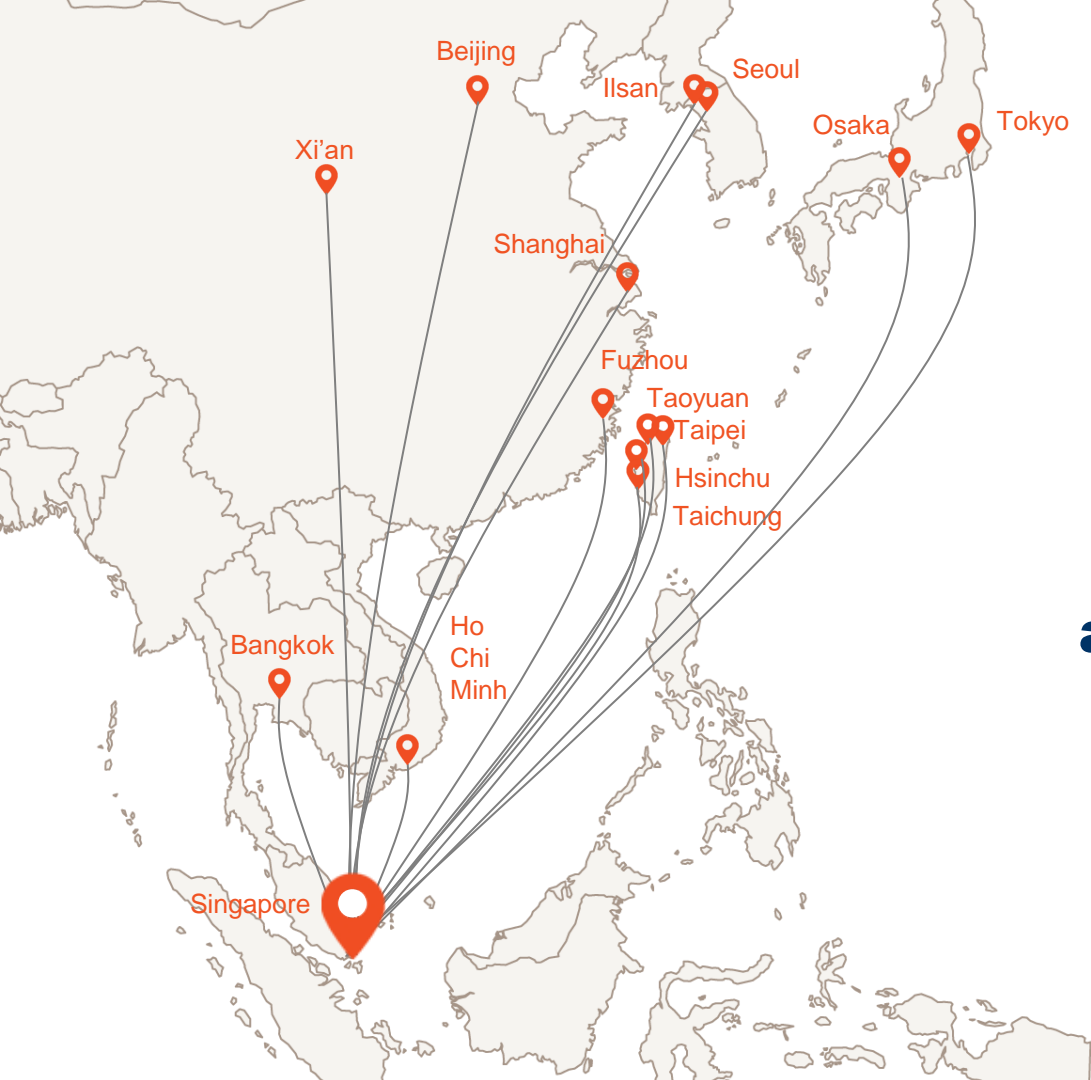 Beijing
Seoul
Ilsan
Osaka
Tokyo
Xi’an
Shanghai
Fuzhou
Taoyuan
Taipei
Hsinchu
Taichung
Ho
Chi
Minh
Bangkok
Singapore